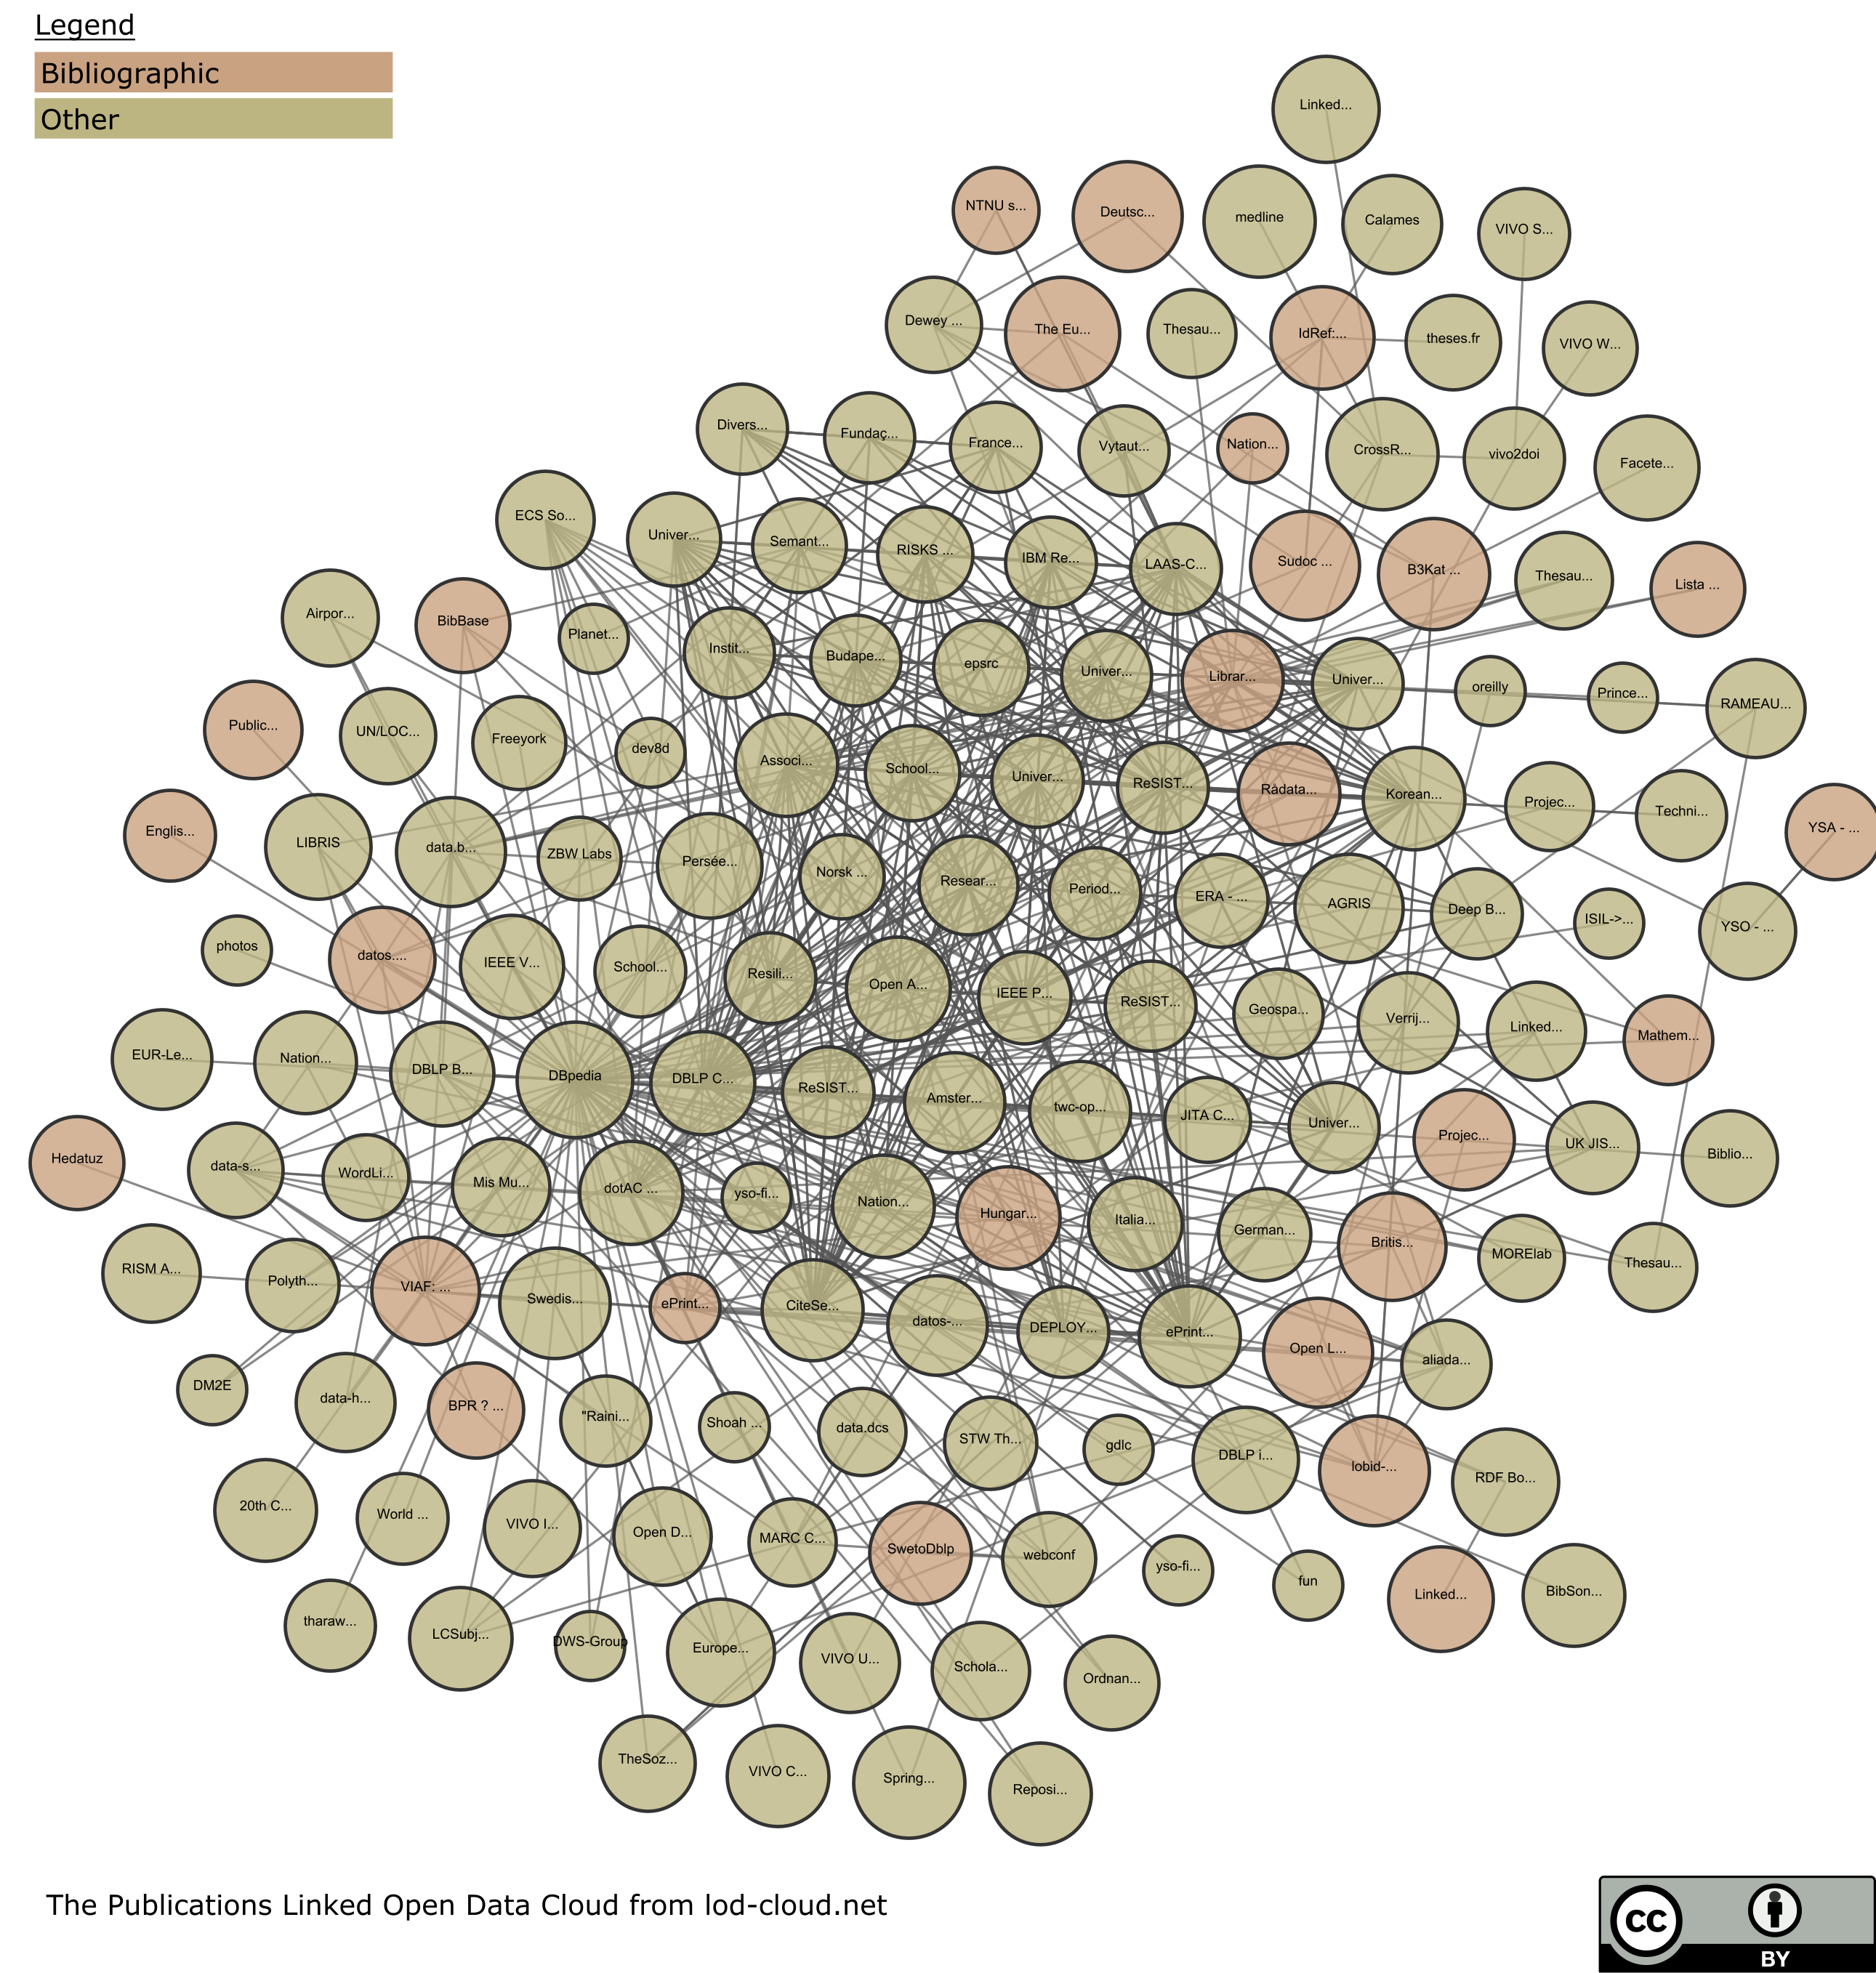 Legend
Bibliographic
Other
Linked...
NTNU s...
Deutsc...
medline
Calames
VIVO S...
Dewey ...
The Eu...
Thesau...
IdRef:...
theses.fr
VIVO W...
Divers...
Fundaç...
France...
Vytaut...
Nation...
CrossR...
vivo2doi
Facete...
ECS So...
Univer...
Semant...
RISKS ...
IBM Re...
LAAS-C...
Sudoc ...
B3Kat ...
Thesau...
Lista ...
Airpor...
BibBase
Planet...
Instit...
Budape...
epsrc
Univer...
Librar...
Univer...
oreilly
Prince...
RAMEAU...
Public...
UN/LOC...
Freeyork
dev8d
Associ...
School...
Univer...
ReSIST...
Rådata...
Korean...
Projec...
Techni...
YSA - ...
Englis...
LIBRIS
data.b...
ZBW Labs
Persée...
Norsk ...
Resear...
Period...
ERA - ...
AGRIS
Deep B...
ISIL->...
YSO - ...
photos
datos....
IEEE V...
School...
Resili...
Open A...
IEEE P...
ReSIST...
Geospa...
Verrij...
Linked...
Mathem...
EUR-Le...
Nation...
DBLP B...
DBpedia
DBLP C...
ReSIST...
Amster...
twc-op...
JITA C...
Univer...
Projec...
UK JIS...
Biblio...
Hedatuz
data-s...
WordLi...
Mis Mu...
dotAC ...
yso-fi...
Nation...
Hungar...
Italia...
German...
Britis...
MORElab
Thesau...
RISM A...
Polyth...
VIAF: ...
Swedis...
ePrint...
CiteSe...
datos-...
DEPLOY...
ePrint...
Open L...
aliada...
DM2E
data-h...
BPR ? ...
"Raini...
Shoah ...
data.dcs
STW Th...
gdlc
DBLP i...
lobid-...
RDF Bo...
20th C...
World ...
VIVO I...
Open D...
MARC C...
SwetoDblp
webconf
yso-fi...
fun
Linked...
BibSon...
tharaw...
LCSubj...
DWS-Group
Europe...
VIVO U...
Schola...
Ordnan...
TheSoz...
VIVO C...
Spring...
Reposi...
The Publications Linked Open Data Cloud from lod-cloud.net
cc
BY